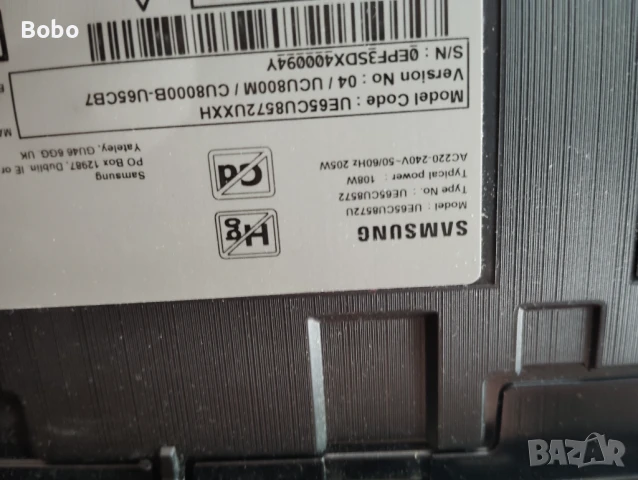 Bobo
SAMSUNG
Model : UE65CU8572U
Type No. : UE65CU8572
Typical power : 108W
AC220-240V~50/60Hz 205W
Hg
Cd
Samsung
PO Box 12987, Dublin. IE or
Yateley, GU46 6GG. UK
Model Code : UE65CU8572UXXH
Version No : 04 / UCU800M / CU8000B-U65CB7
S/N : 0EPF3SDX400094Y
BAZAR